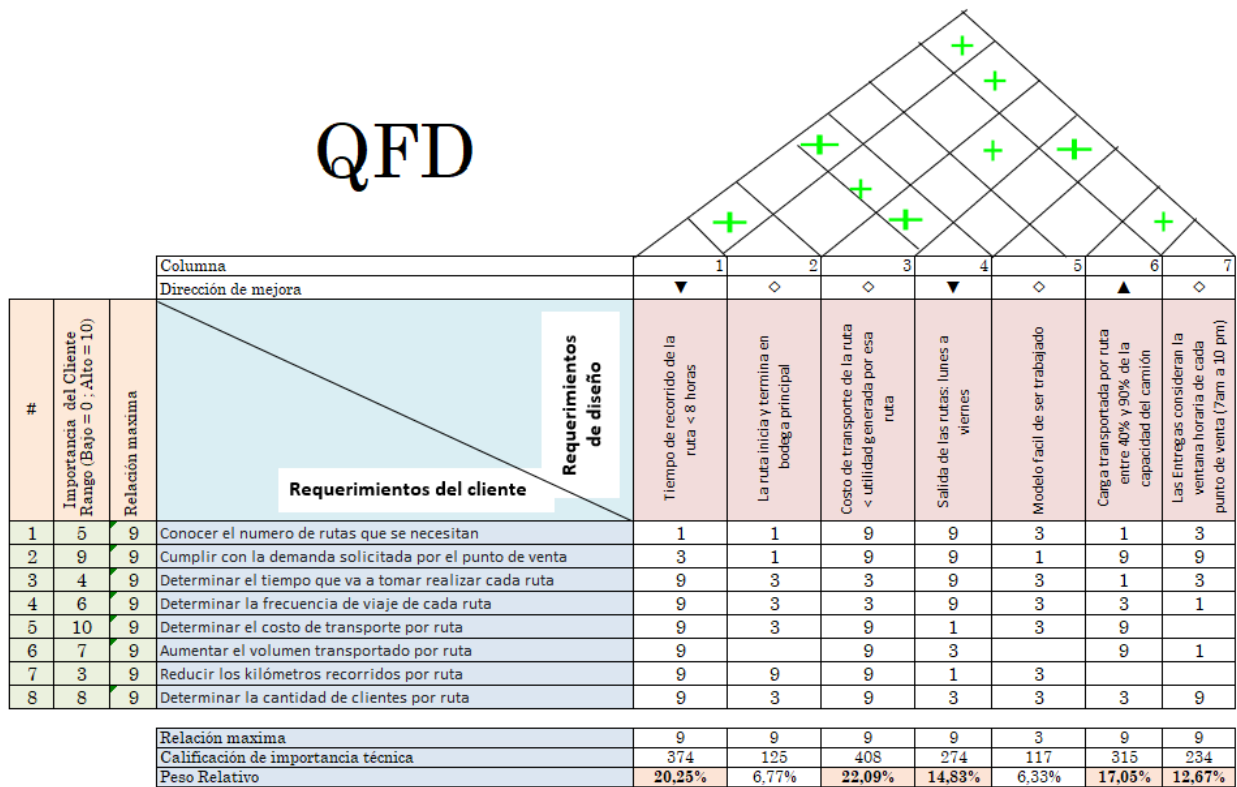 QFD
Columna 1 2 3 4 5 6 7
Dirección de mejora ▼ ◇ ◇ ▼ ◇ ▲ ◇
#
Importancia del Cliente
Rango (Bajo = 0 ; Alto = 10)
Relación maxima
Requerimientos
de diseño
Requerimientos del cliente
Tiempo de recorrido de la
ruta < 8 horas
La ruta inicia y termina en
bodega principal
Costo de transporte de la ruta
< utilidad generada por esa
ruta
Salida de las rutas: lunes a
viernes
Modelo facil de ser trabajado
Carga transportada por ruta
entre 40% y 90% de la
capacidad del camión
Las Entregas consideran la
ventana horaria de cada
punto de venta (7am a 10 pm)
1 5 9 Conocer el numero de rutas que se necesitan 1 1 9 9 3 1 3
2 9 9 Cumplir con la demanda solicitada por el punto de venta 3 1 9 9 1 9 9
3 4 9 Determinar el tiempo que va a tomar realizar cada ruta 9 3 3 9 3 1 3
4 6 9 Determinar la frecuencia de viaje de cada ruta 9 3 3 9 3 3 1
5 10 9 Determinar el costo de transporte por ruta 9 3 9 1 3 9
6 7 9 Aumentar el volumen transportado por ruta 9 9 3 9 1
7 3 9 Reducir los kilómetros recorridos por ruta 9 9 9 1 3
8 8 9 Determinar la cantidad de clientes por ruta 9 3 9 3 3 3 9
Relación maxima 9 9 9 9 3 9 9
Calificación de importancia técnica 374 125 408 274 117 315 234
Peso Relativo 20,25% 6,77% 22,09% 14,83% 6,33% 17,05% 12,67%